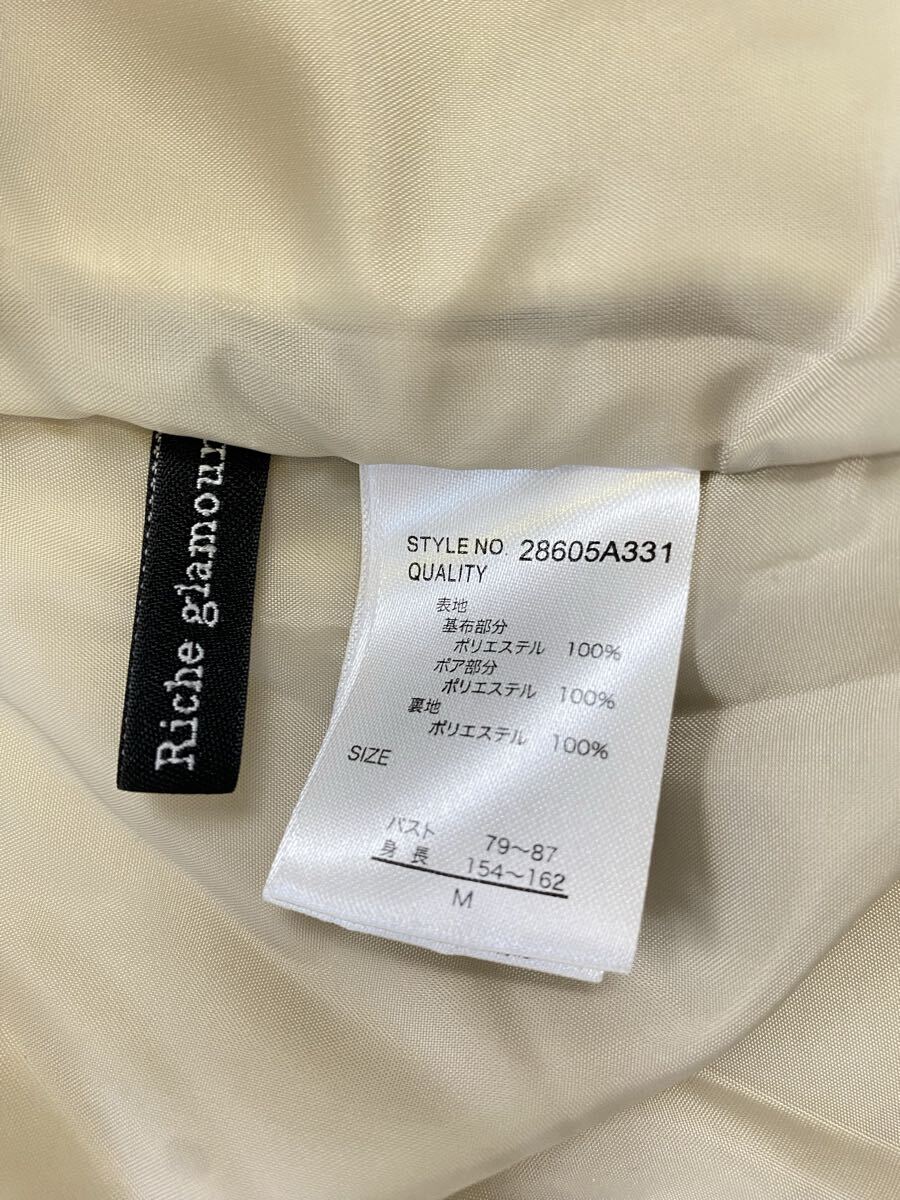 Riche glamour
STYLE NO. 28605A331
QUALITY
表地
基布部分
ポリエステル 100%
ボア部分
ポリエステル 100%
裏地
ポリエステル 100%
SIZE
バスト 79〜87
身長 154〜162
M